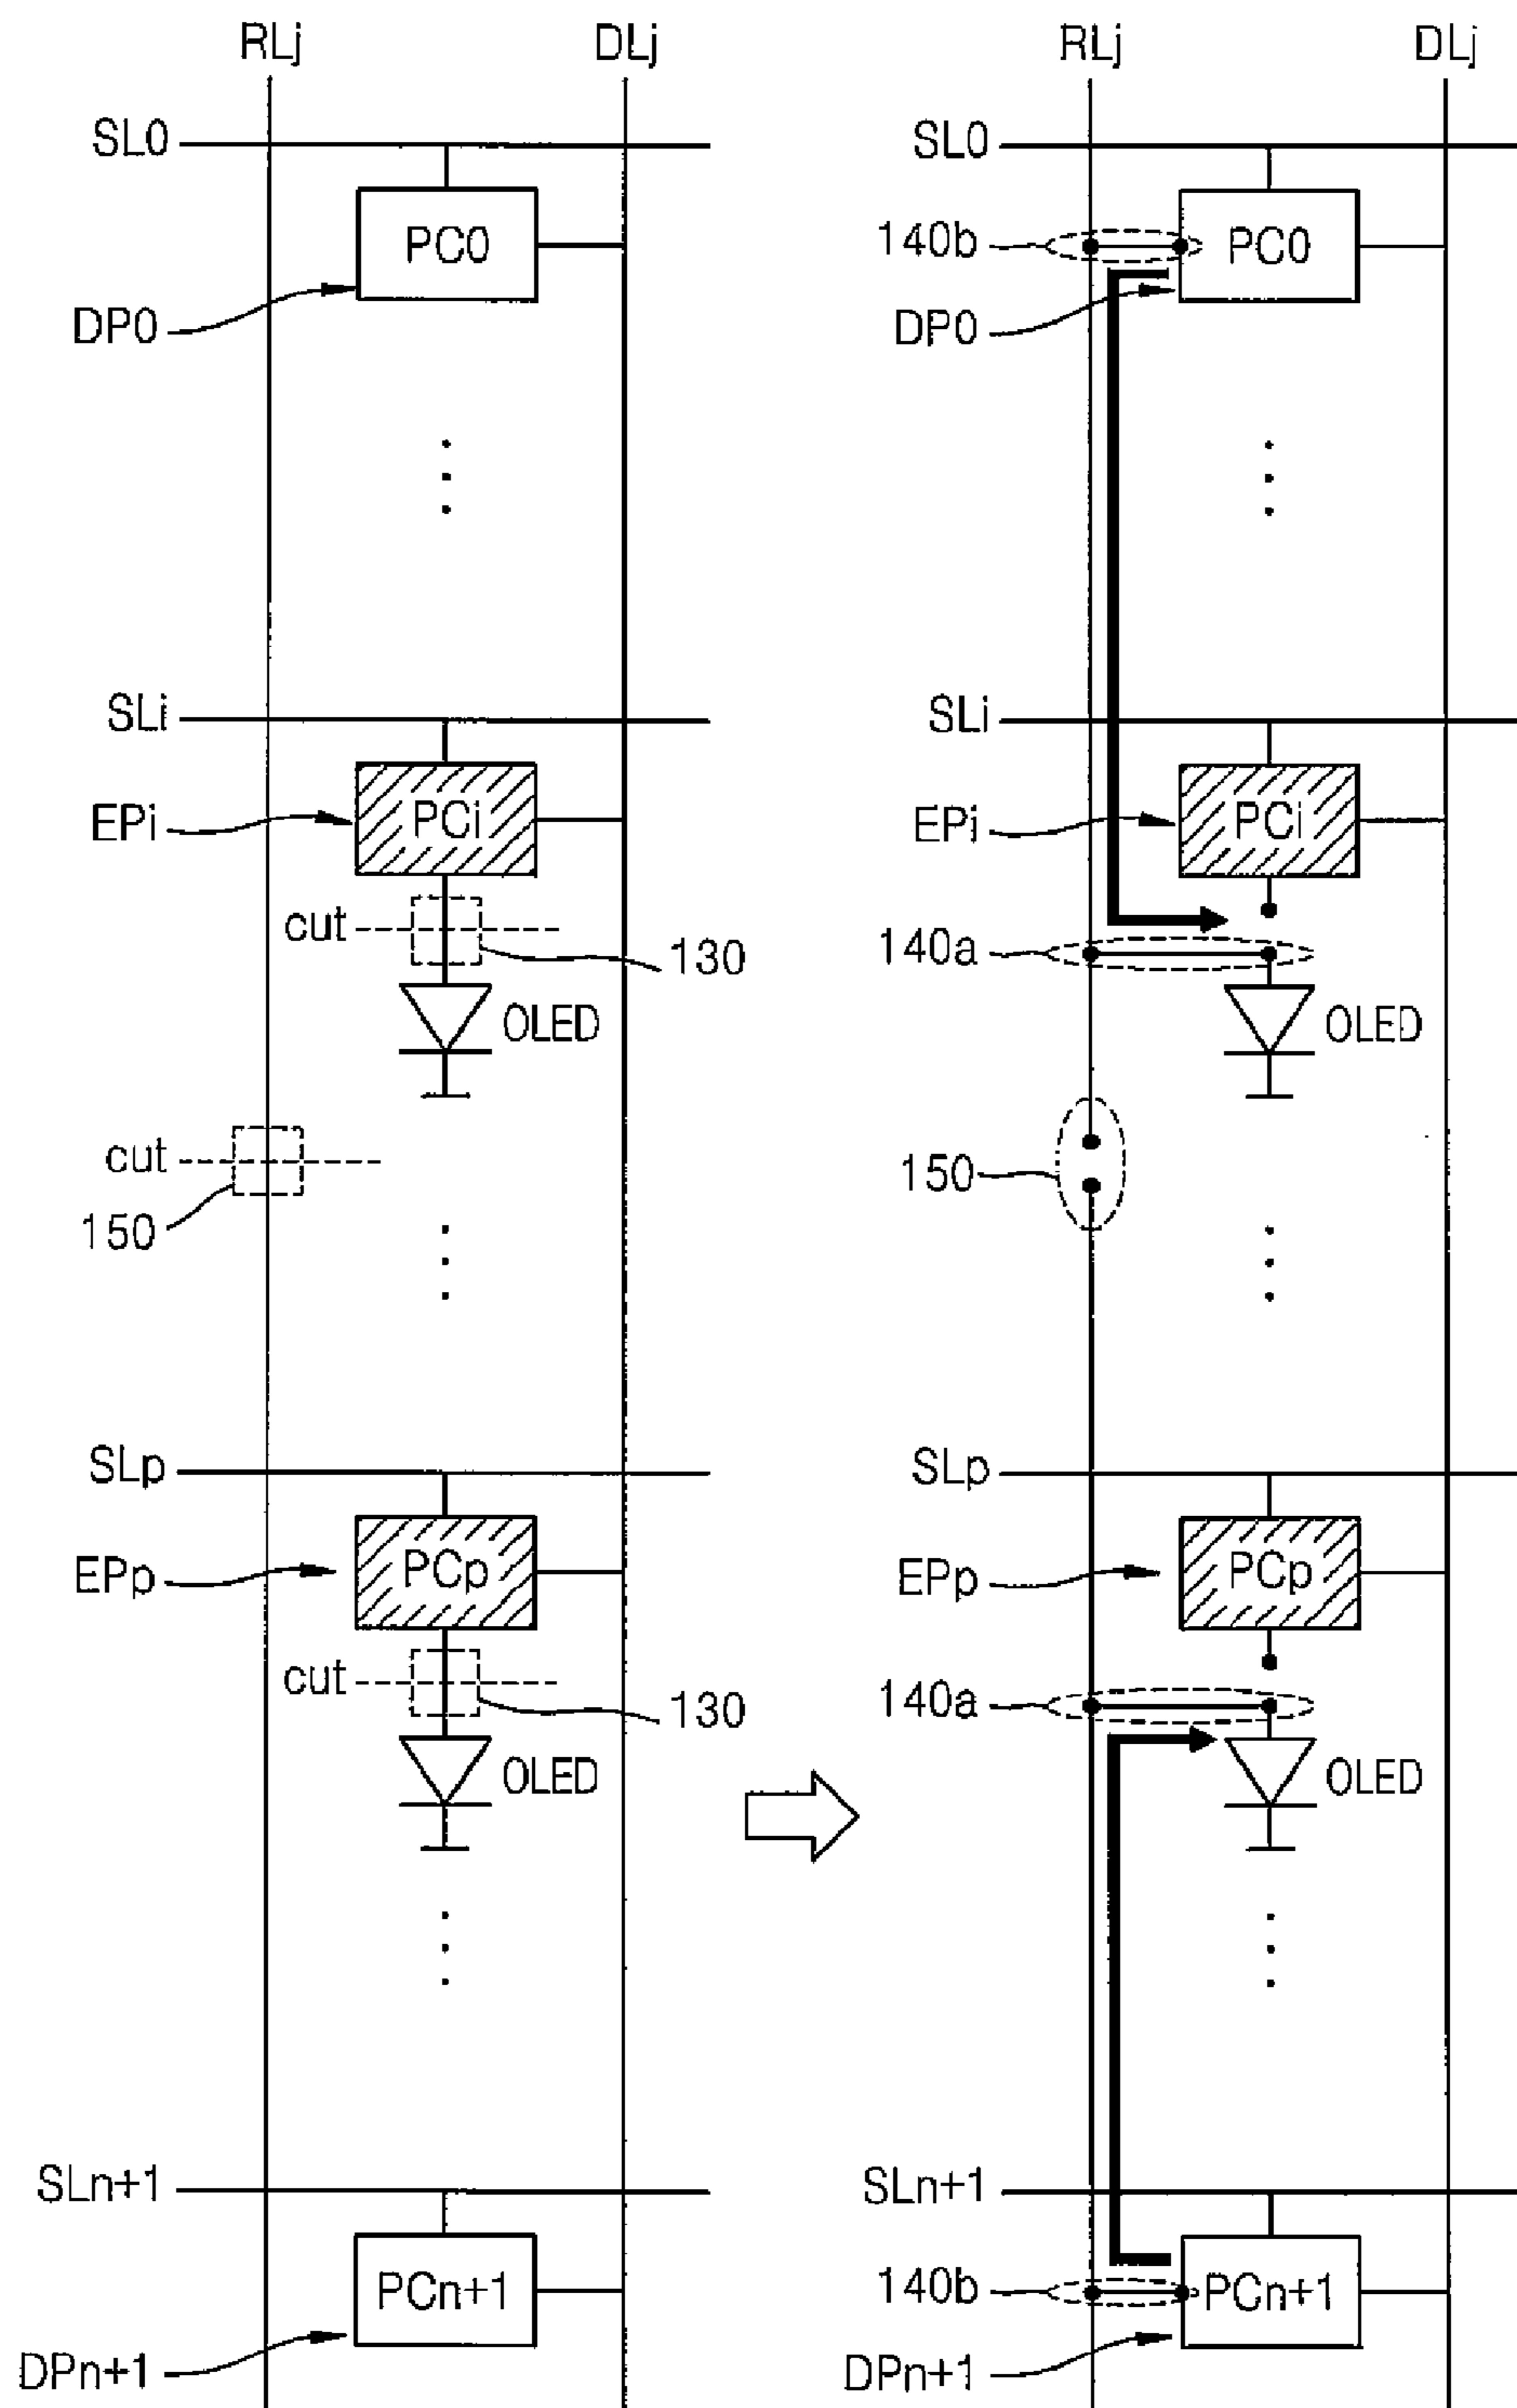 RLj
DLj
SL0
PC0
DP0
SLi
EPi
PCi
cut
130
OLED
cut
150
SLp
EPp
PCp
cut
130
OLED
SLn+1
PCn+1
DPn+1
RLj
DLj
SL0
140b
PC0
DP0
SLi
EPi
PCi
140a
OLED
150
SLp
EPp
PCp
140a
OLED
SLn+1
140b
PCn+1
DPn+1